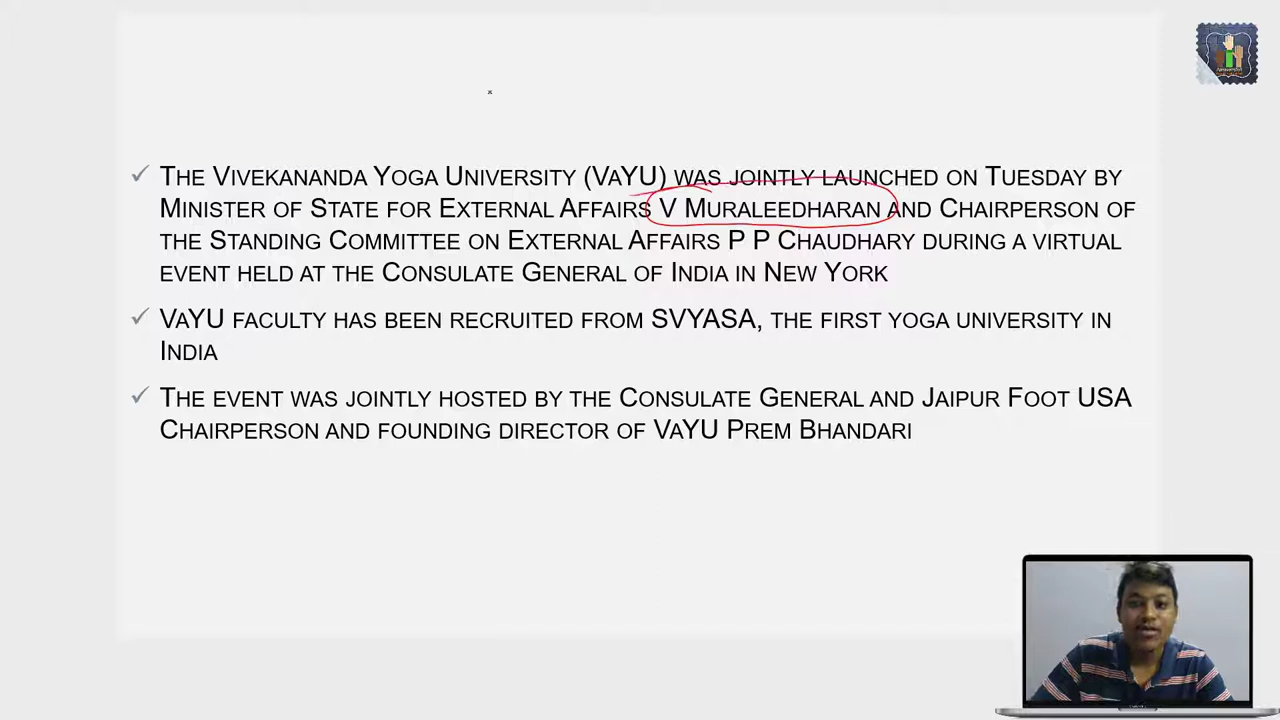 The Vivekananda Yoga University (VaYU) was jointly launched on Tuesday by
Minister of State for External Affairs V Muraleedharan and Chairperson of
the Standing Committee on External Affairs P P Chaudhary during a virtual
event held at the Consulate General of India in New York
VaYU faculty has been recruited from SVYASA, the first yoga university in
India
The event was jointly hosted by the Consulate General and Jaipur Foot USA
Chairperson and founding director of VaYU Prem Bhandari